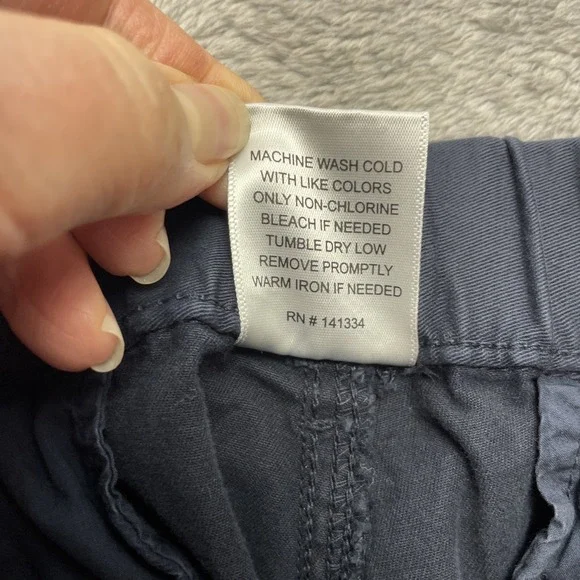 MACHINE WASH COLD
WITH LIKE COLORS
ONLY NON-CHLORINE
BLEACH IF NEEDED
TUMBLE DRY LOW
REMOVE PROMPTLY
WARM IRON IF NEEDED
RN # 141334